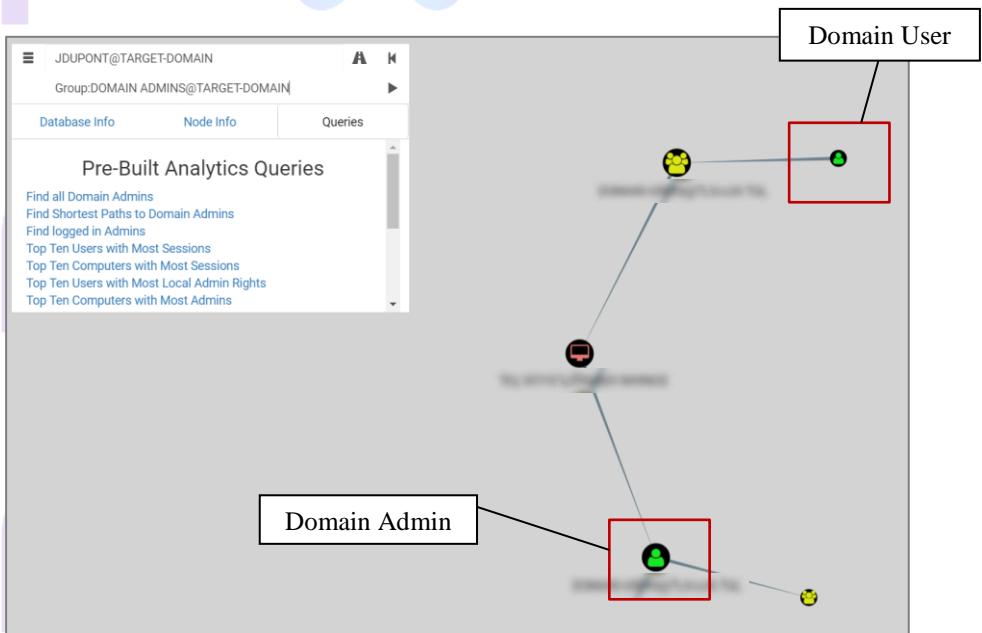 Domain User
JDUPONT@TARGET-DOMAIN
Group:DOMAIN ADMINS@TARGET-DOMAIN
Database Info
Node Info
Queries
Pre-Built Analytics Queries
Find all Domain Admins
Find Shortest Paths to Domain Admins
Find logged in Admins
Top Ten Users with Most Sessions
Top Ten Computers with Most Sessions
Top Ten Users with Most Local Admin Rights
Top Ten Computers with Most Admins
Domain Admin